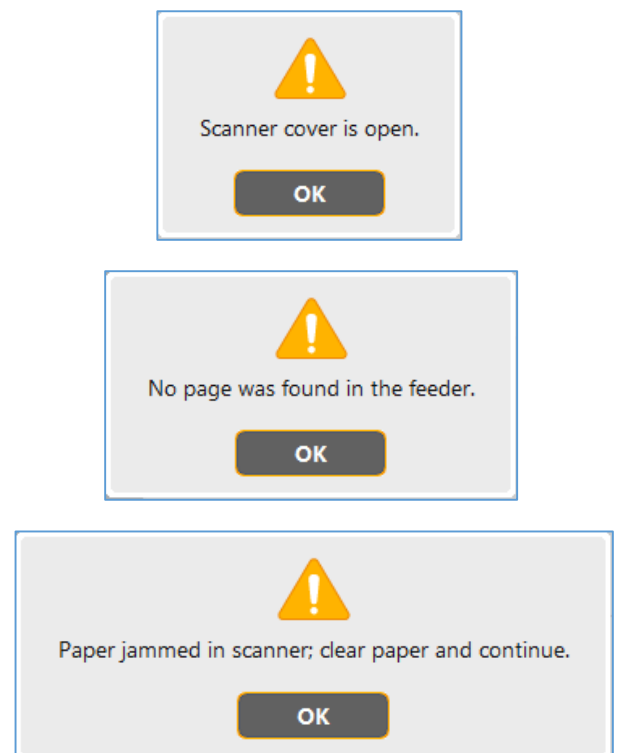 Scanner cover is open.
OK
No page was found in the feeder.
OK
Paper jammed in scanner; clear paper and continue.
OK